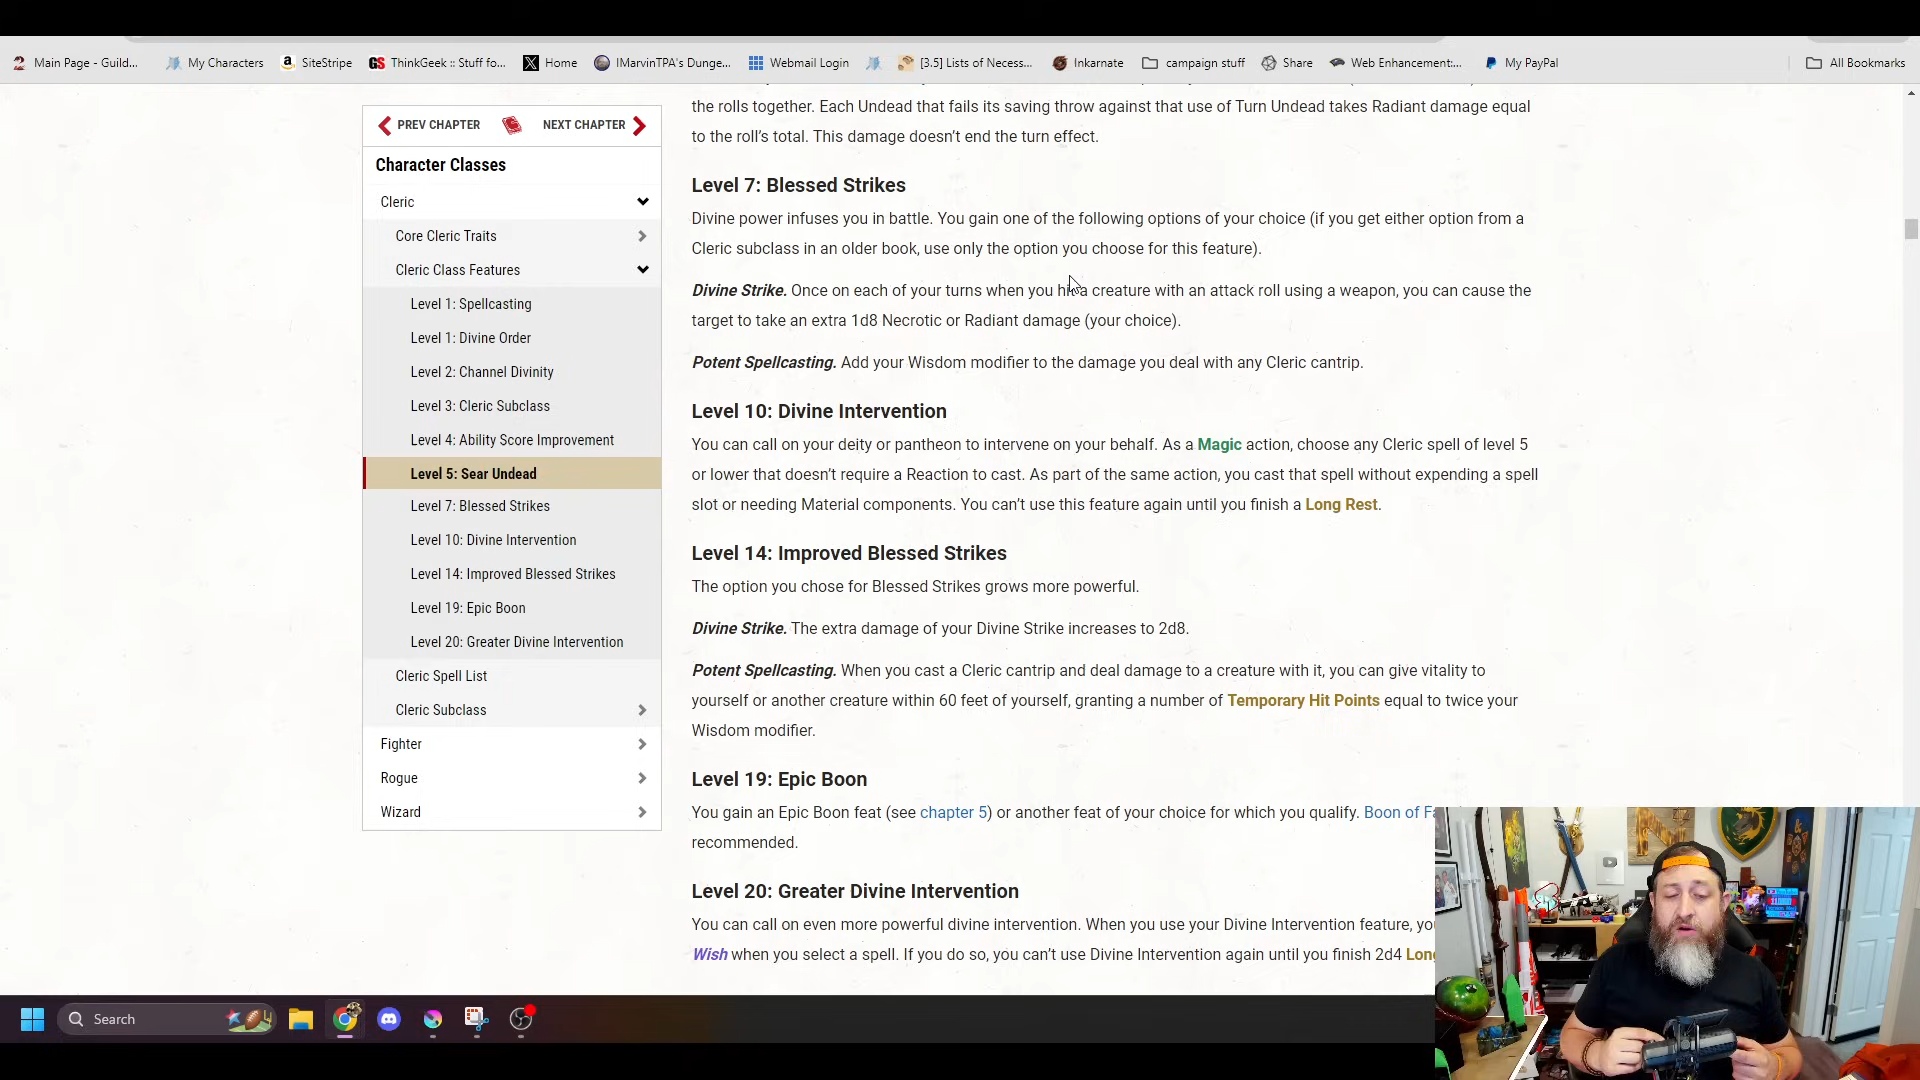 Main Page - Guild...
My Characters
SiteStripe
ThinkGeek :: Stuff fo...
Home
IMarvinTPA's Dunge...
Webmail Login
[3.5] Lists of Necess...
Inkarnate
campaign stuff
Share
Web Enhancement:...
My PayPal
All Bookmarks
PREV CHAPTER
NEXT CHAPTER
Character Classes
Cleric
Core Cleric Traits
Cleric Class Features
Level 1: Spellcasting
Level 1: Divine Order
Level 2: Channel Divinity
Level 3: Cleric Subclass
Level 4: Ability Score Improvement
Level 5: Sear Undead
Level 7: Blessed Strikes
Level 10: Divine Intervention
Level 14: Improved Blessed Strikes
Level 19: Epic Boon
Level 20: Greater Divine Intervention
Cleric Spell List
Cleric Subclass
Fighter
Rogue
Wizard
the rolls together. Each Undead that fails its saving throw against that use of Turn Undead takes Radiant damage equal
to the roll’s total. This damage doesn’t end the turn effect.
Level 7: Blessed Strikes
Divine power infuses you in battle. You gain one of the following options of your choice (if you get either option from a
Cleric subclass in an older book, use only the option you choose for this feature).
Divine Strike. Once on each of your turns when you hit a creature with an attack roll using a weapon, you can cause the
target to take an extra 1d8 Necrotic or Radiant damage (your choice).
Potent Spellcasting. Add your Wisdom modifier to the damage you deal with any Cleric cantrip.
Level 10: Divine Intervention
You can call on your deity or pantheon to intervene on your behalf. As a Magic action, choose any Cleric spell of level 5
or lower that doesn’t require a Reaction to cast. As part of the same action, you cast that spell without expending a spell
slot or needing Material components. You can’t use this feature again until you finish a Long Rest.
Level 14: Improved Blessed Strikes
The option you chose for Blessed Strikes grows more powerful.
Divine Strike. The extra damage of your Divine Strike increases to 2d8.
Potent Spellcasting. When you cast a Cleric cantrip and deal damage to a creature with it, you can give vitality to
yourself or another creature within 60 feet of yourself, granting a number of Temporary Hit Points equal to twice your
Wisdom modifier.
Level 19: Epic Boon
You gain an Epic Boon feat (see chapter 5) or another feat of your choice for which you qualify. Boon of
recommended.
Level 20: Greater Divine Intervention
You can call on even more powerful divine intervention. When you use your Divine Intervention feature,
Wish when you select a spell. If you do so, you can’t use Divine Intervention again until you finish 2d4
Search